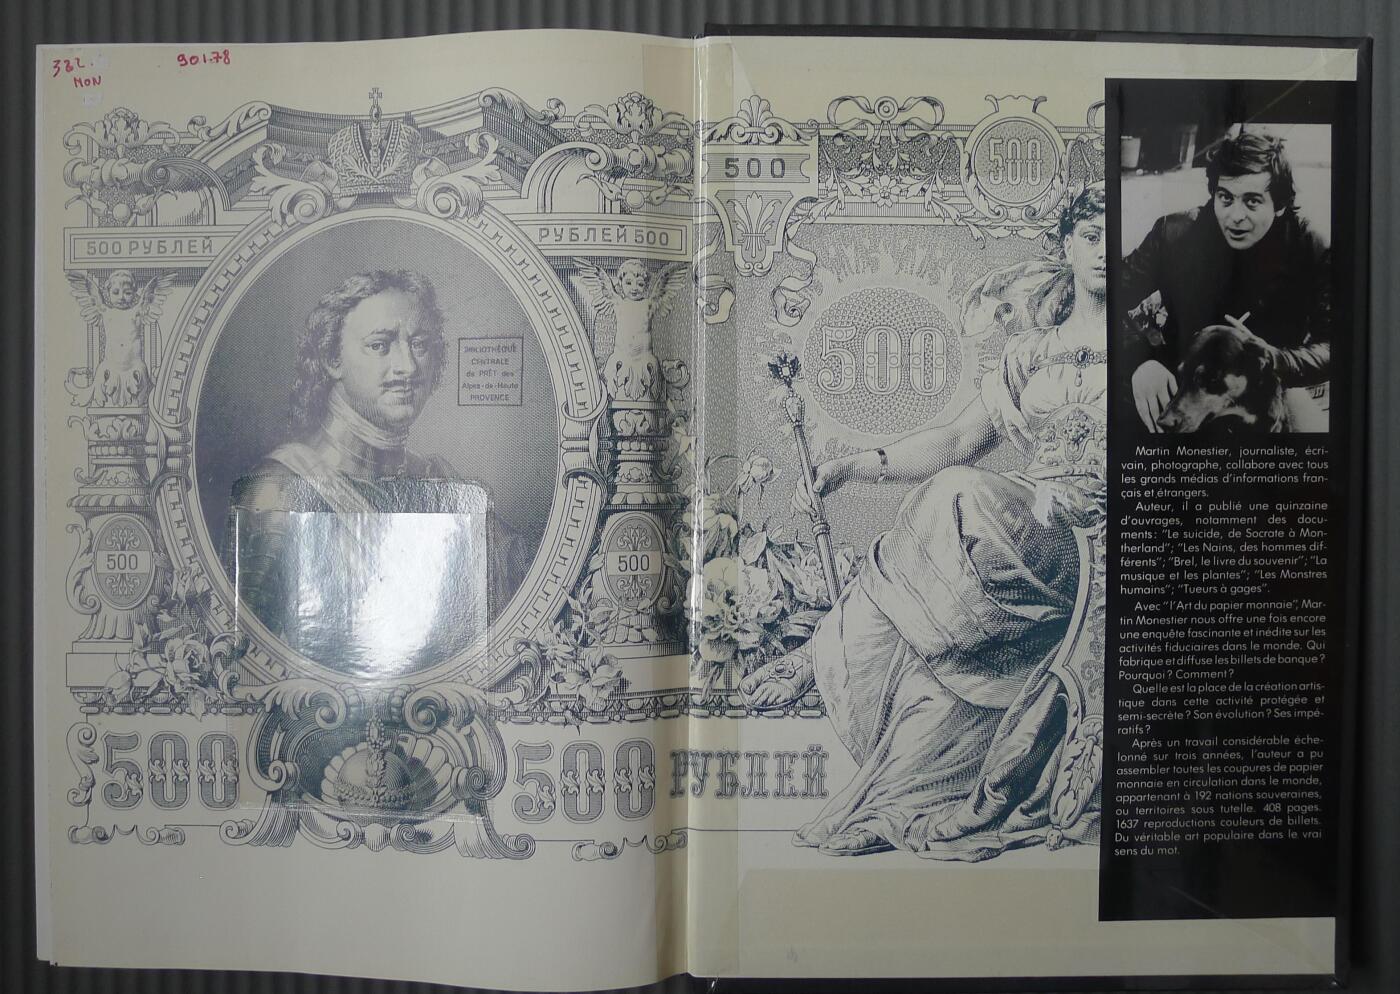 332.
MON
901.78
500 РУБЛЕЙ
РУБЛЕЙ 500
500
500
500
BIBLIOTHÈQUE
CENTRALE
de PRÊT des
Alpes-de-Haute
PROVENCE
500
500
500
500
РУБЛЕЙ
Martin Monestier, journaliste, écri-
vain, photographe, collabore avec tous
les grands médias d'informations fran-
çais et étrangers.
Auteur, il a publié une quinzaine
d'ouvrages, notamment des docu-
ments : "Le suicide, de Socrate à Mon-
therland"; "Les Nains, des hommes dif-
férents"; "Brel, le livre du souvenir"; "La
musique et les plantes"; "Les Monstres
humains"; "Tueurs à gages".
Avec "l'Art du papier monnaie", Mar-
tin Monestier nous offre une fois encore
une enquête fascinante et inédite sur les
activités fiduciaires dans le monde. Qui
fabrique et diffuse les billets de banque ?
Pourquoi ? Comment ?
Quelle est la place de la création artis-
tique dans cette activité protégée et
semi-secrète ? Son évolution ? Ses impé-
ratifs ?
Après un travail considérable éche-
lonné sur trois années, l'auteur a pu
assembler toutes les coupures de papier
monnaie en circulation dans le monde,
appartenant à 192 nations souveraines,
ou territoires sous tutelle. 408 pages.
1637 reproductions couleurs de billets.
Du véritable art populaire dans le vrai
sens du mot.